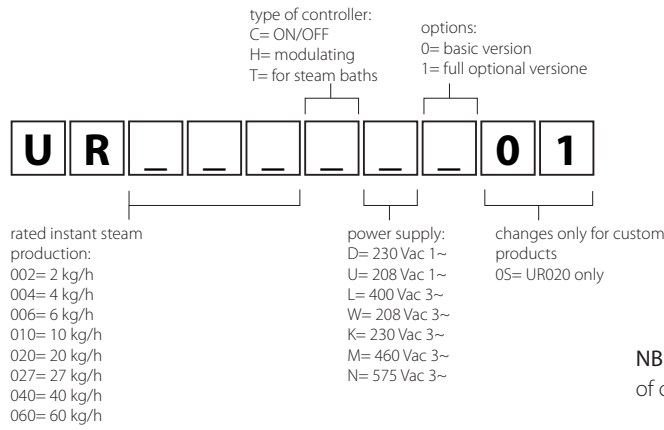 type of controller:
C= ON/OFF
H= modulating
T= for steam baths
options:
0= basic version
1= full optional versione
U R _ _ _ _ _ _ 0 1
rated instant steam
production:
002= 2 kg/h
004= 4 kg/h
006= 6 kg/h
010= 10 kg/h
020= 20 kg/h
027= 27 kg/h
040= 40 kg/h
060= 60 kg/h
power supply:
D= 230 Vac 1~
U= 208 Vac 1~
L= 400 Vac 3~
W= 208 Vac 3~
K= 230 Vac 3~
M= 460 Vac 3~
N= 575 Vac 3~
changes only for custom
products
0S= UR020 only
NB
of c